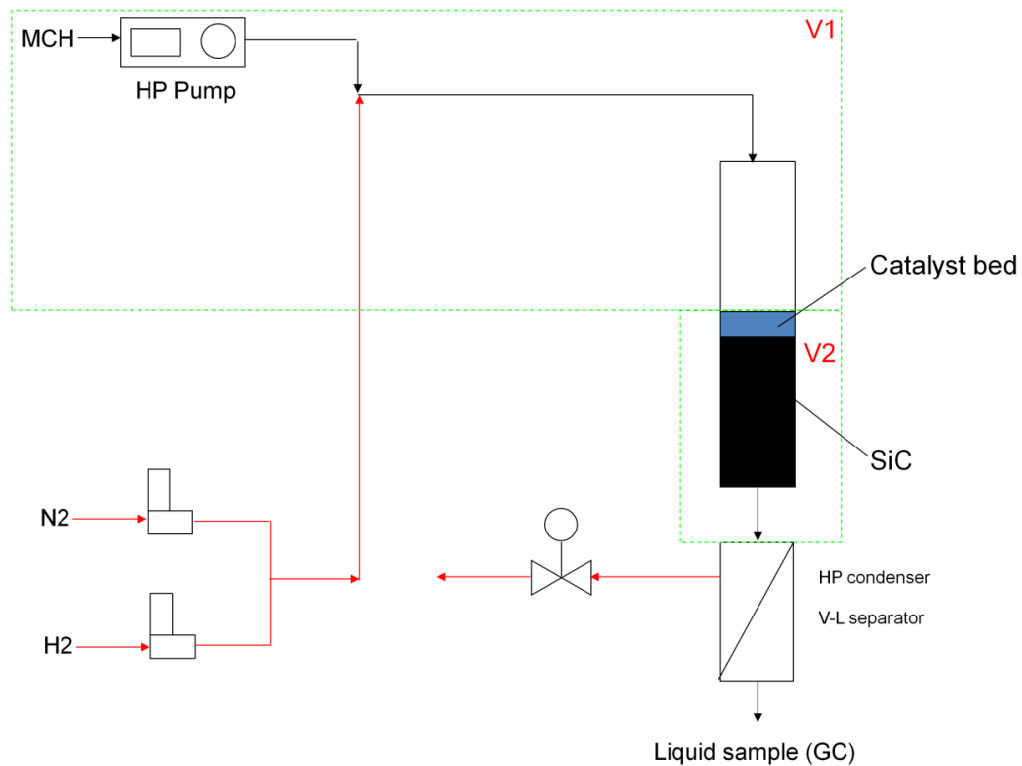 V1
MCH
HP Pump
Catalyst bed
V2
SiC
N2
HP condenser
V-L separator
H2
Liquid sample (GC)